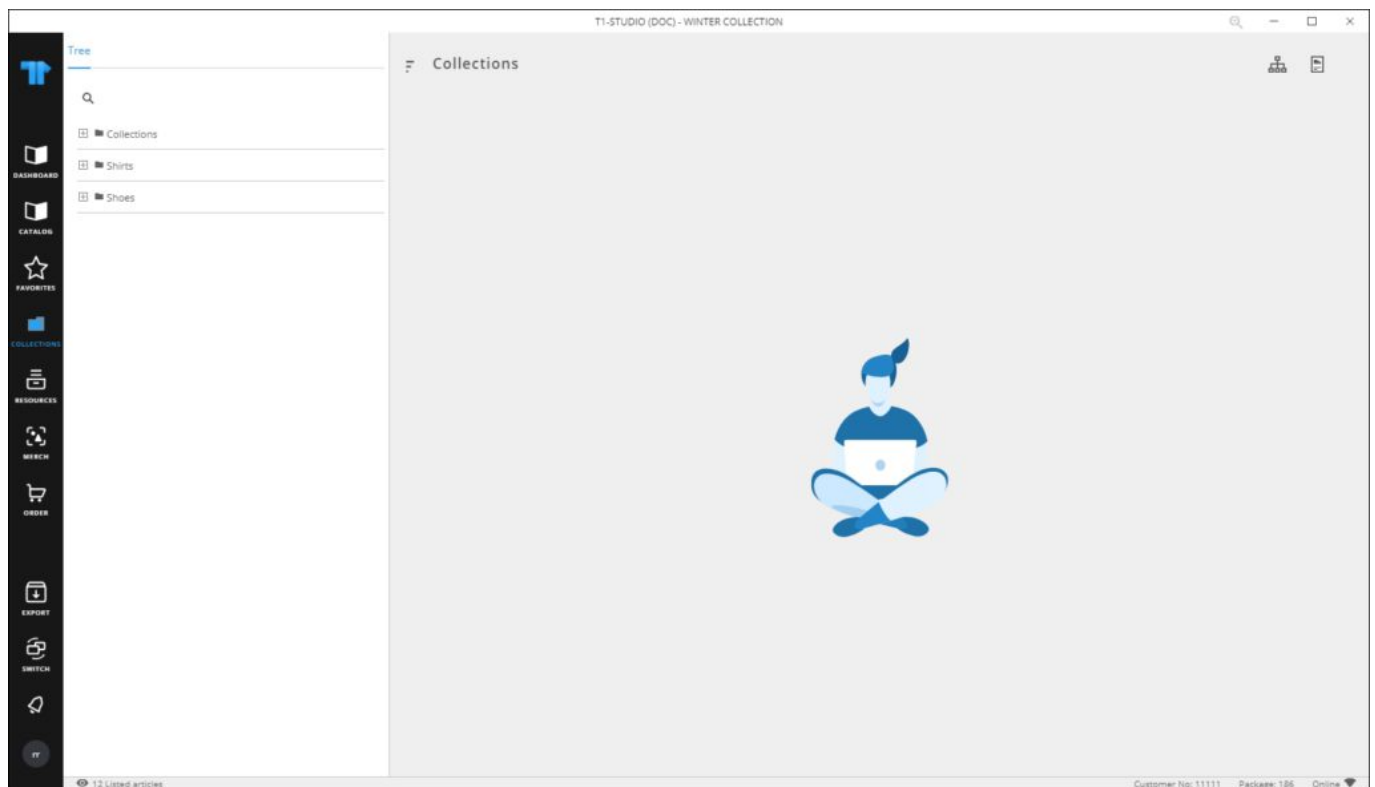 T1-STUDIO (DOC) - WINTER COLLECTION
Tree
Collections
Collections
Shirts
Shoes
DASHBOARD
CATALOG
FAVORITES
COLLECTIONS
RESOURCES
MERCH
ORDER
EXPORT
SWITCH
12 Listed articles
Customer No: 11111 Package: 186 Online